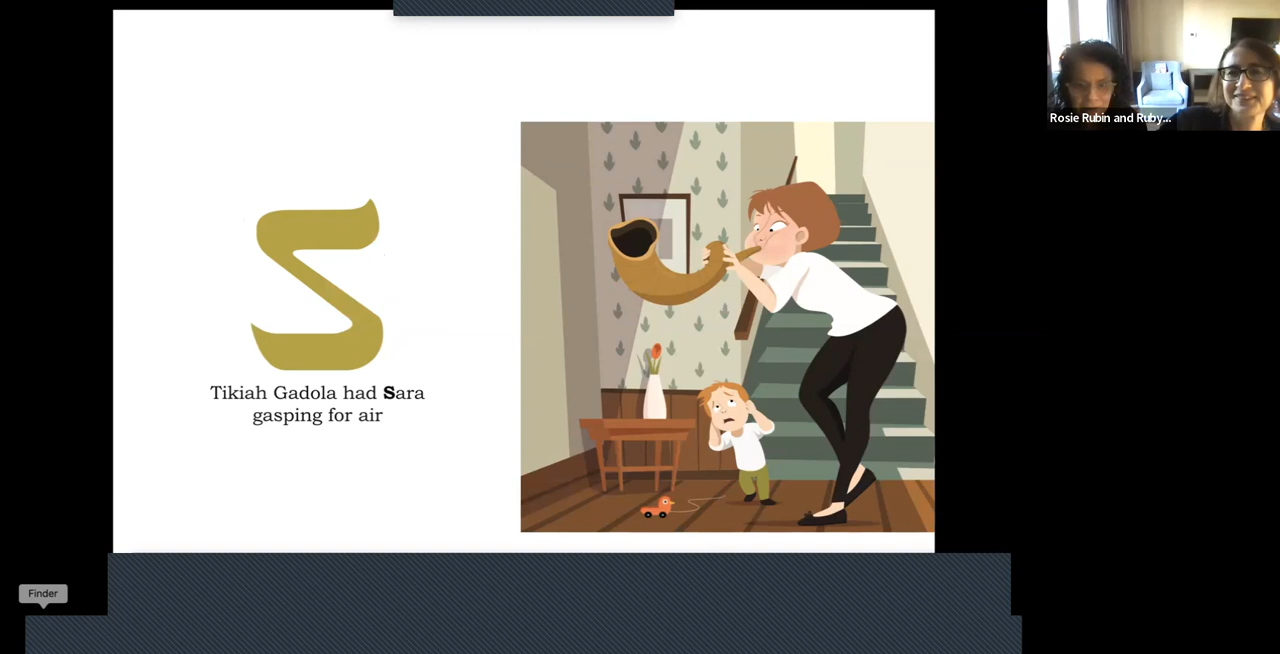 S
Tikiah Gadola had Sara
gasping for air
Rosie Rubin and Ruby...
Finder